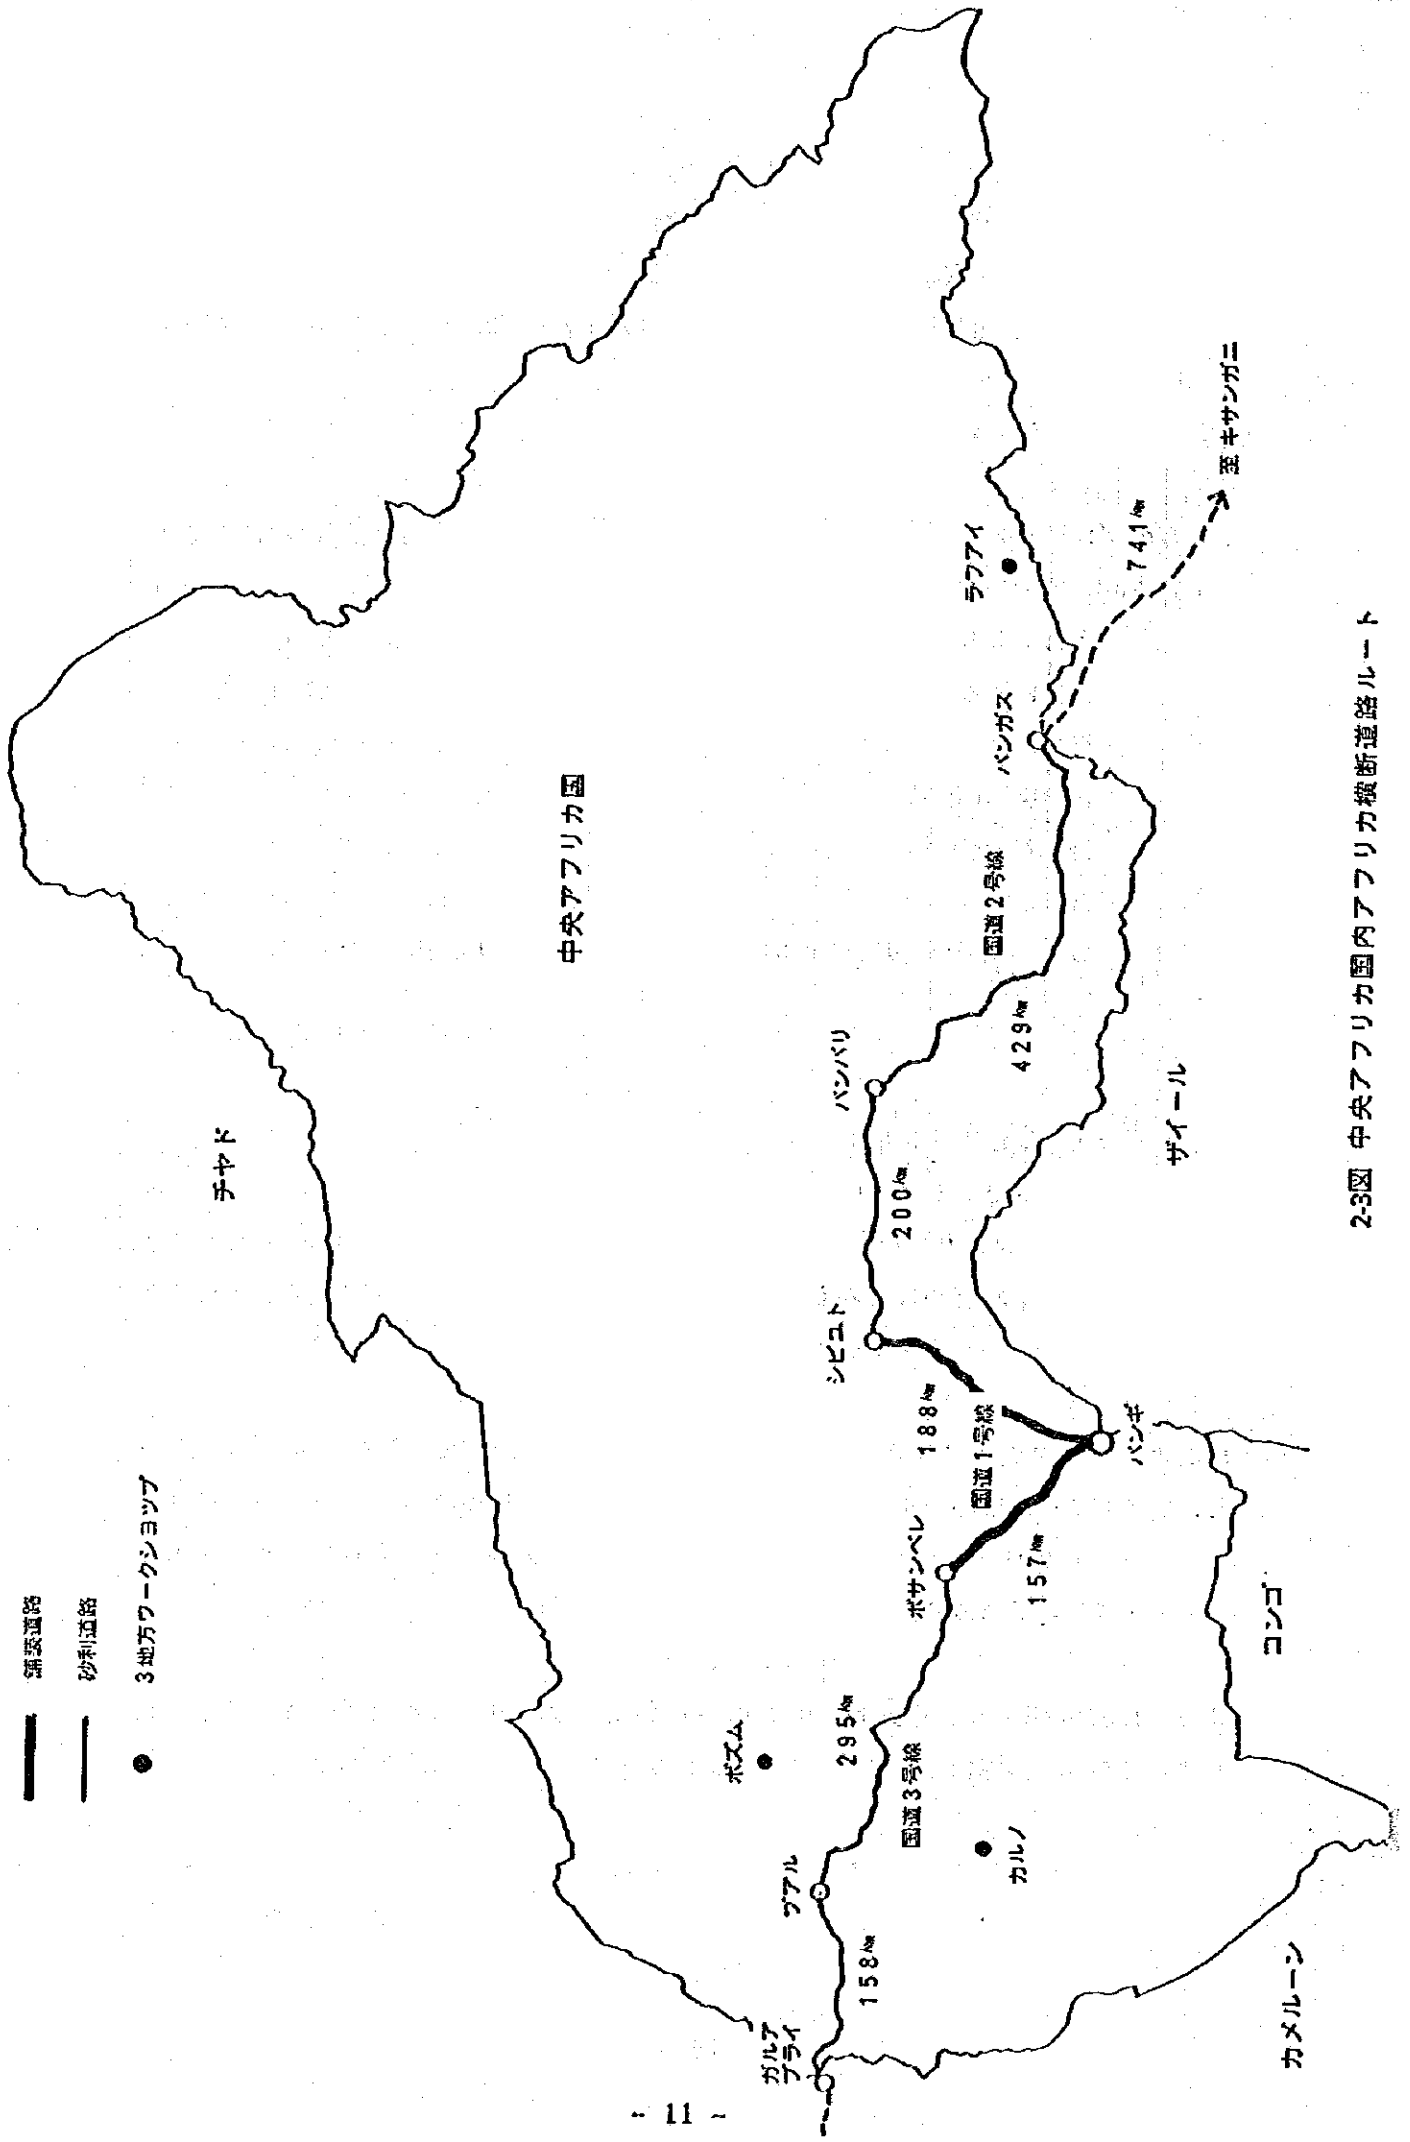 舗装道路
砂利道路
3地方ワークショップ
チャド
中央アフリカ国
ボズム
ガルア
ブライ
158㎞
ブアル
295㎞
国道3号線
カルノ
ボサンベレ
157㎞
国道1号線
188㎞
シビュト
200㎞
バンバリ
429㎞
国道2号線
バンガス
ラフアイ
741㎞
至 キサンガニ
バンギ
ザイール
コンゴ
カメルーン
2-3図 中央アフリカ国内アフリカ横断道路ルート
- 11 -